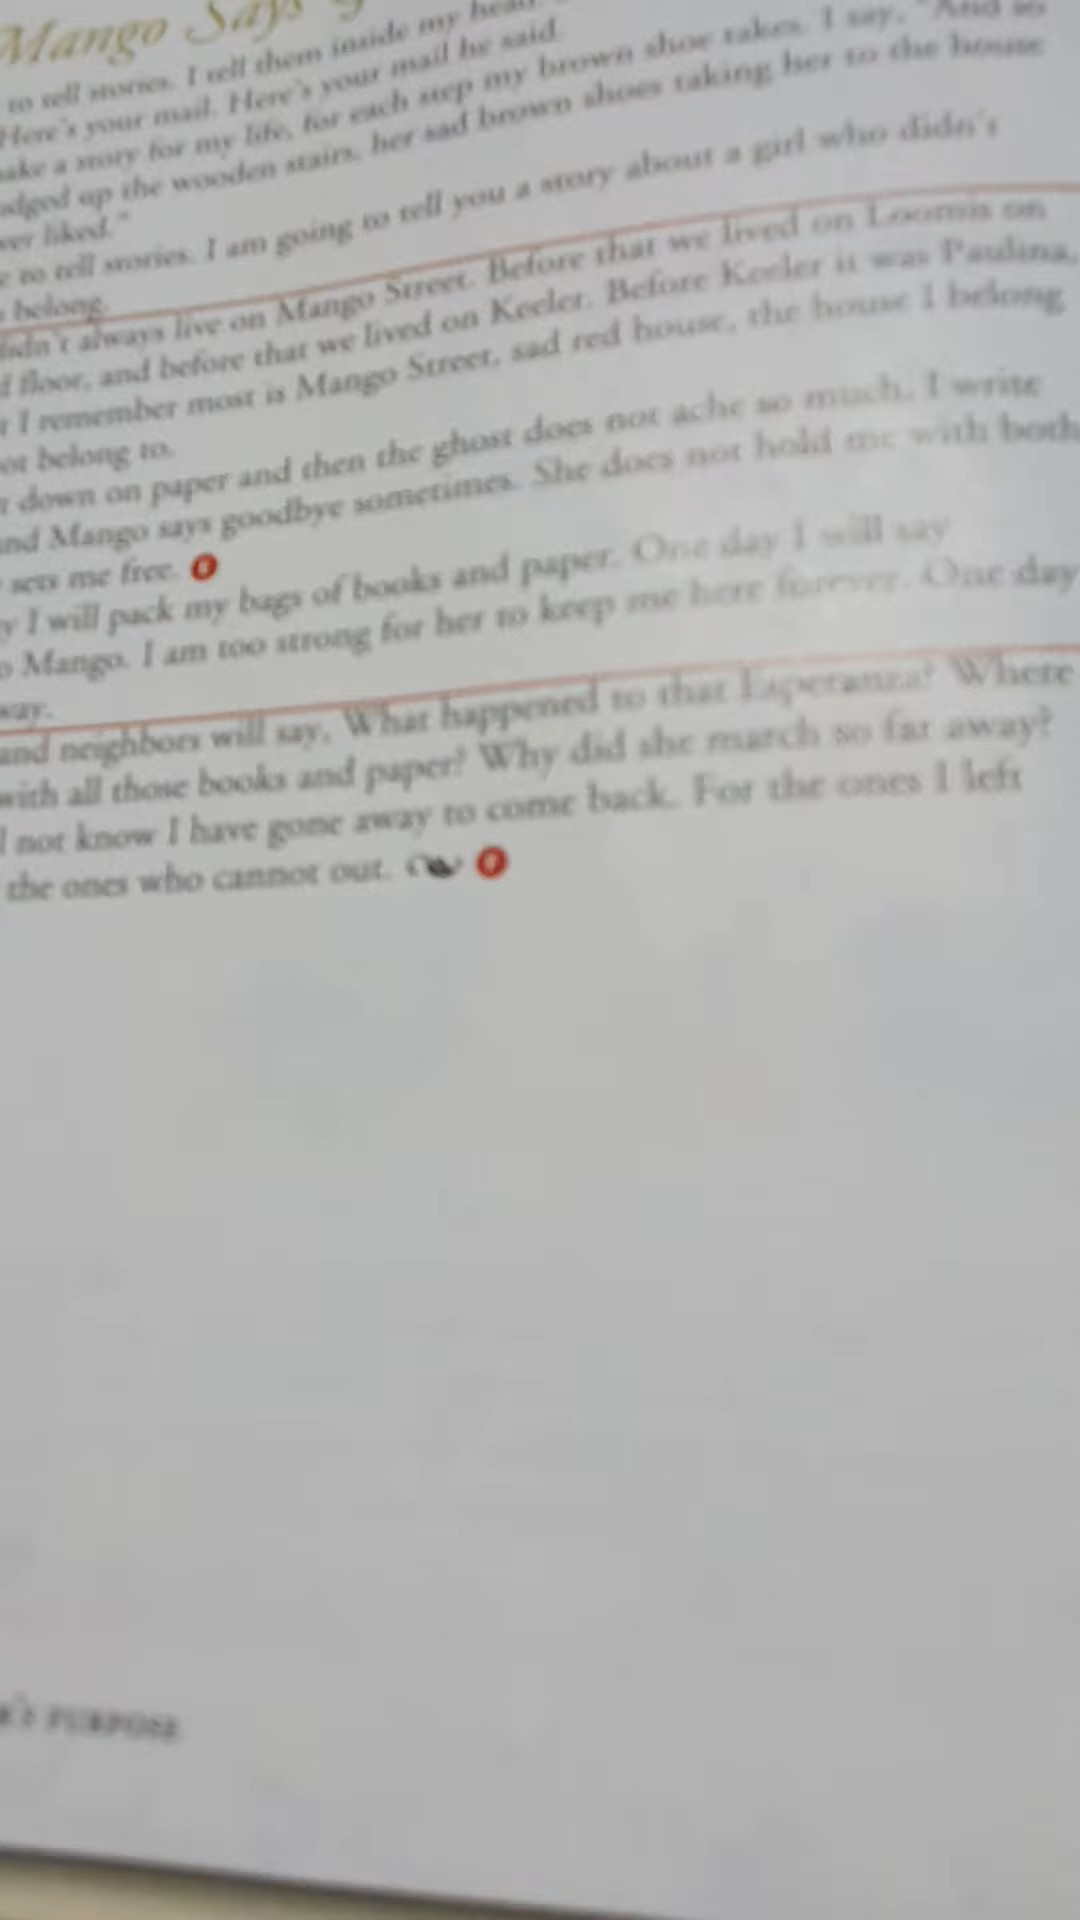 Mango Says
to tell stories. I tell them inside my head.
Here's your mail. Here's your mail he said.
make a story for my life, for each step my brown shoe takes. I say, "And so
udged up the wooden stairs, her sad brown shoes taking her to the house
ver liked."
e to tell stories. I am going to tell you a story about a girl who didn't
belong.
didn't always live on Mango Street. Before that we lived on Loomis on
d floor, and before that we lived on Keeler. Before Keeler it was Paulina,
t I remember most is Mango Street, sad red house, the house I belong
not belong to.
t down on paper and then the ghost does not ache so much. I write
and Mango says goodbye sometimes. She does not hold me with both
sets me free.
y I will pack my bags of books and paper. One day I will say
o Mango. I am too strong for her to keep me here forever. One day
way.
and neighbors will say, What happened to that Esperanza? Where
with all those books and paper? Why did she march so far away?
l not know I have gone away to come back. For the ones I left
the ones who cannot out.
R'S PURPOSE